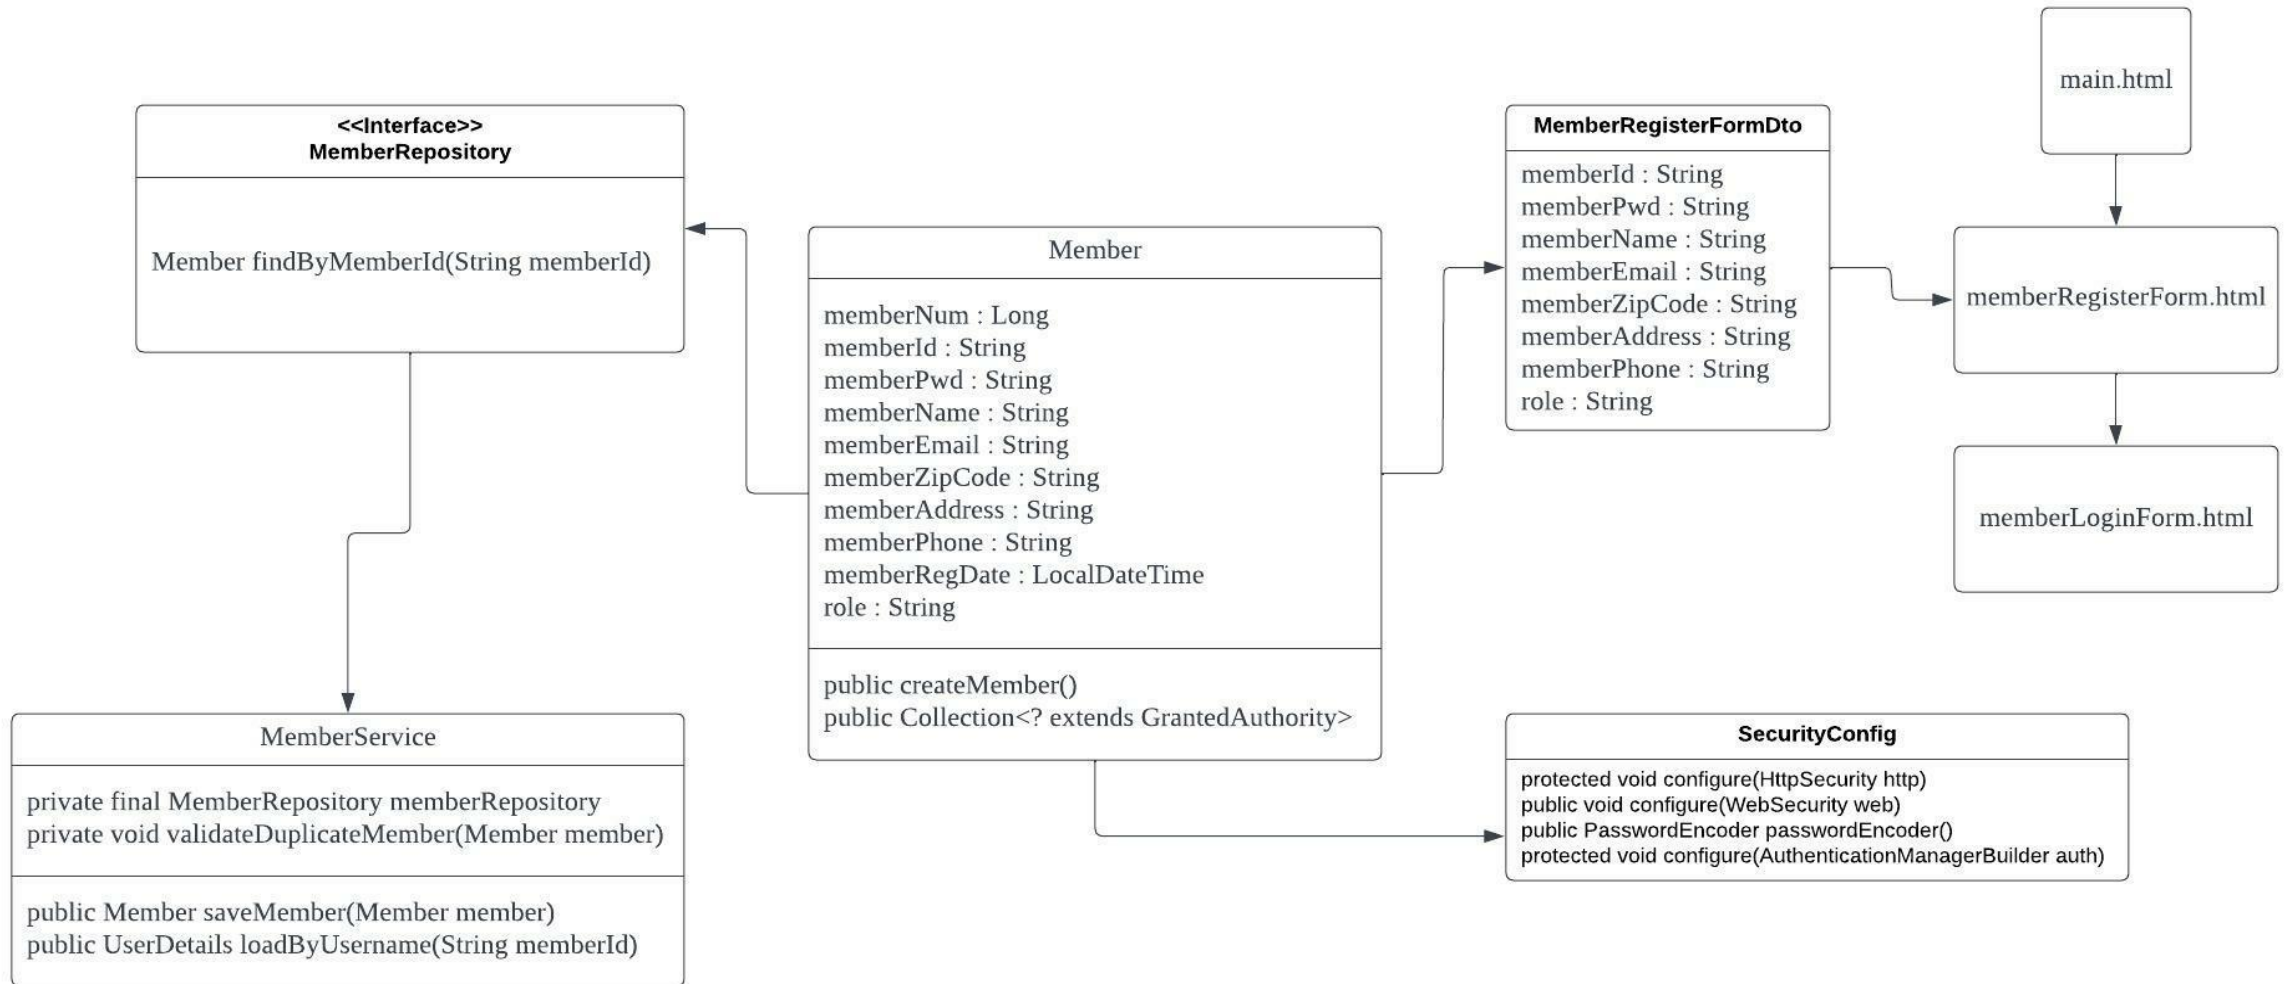 <<Interface>>
MemberRepository
Member findByMemberId(String memberId)
MemberService
private final MemberRepository memberRepository
private void validateDuplicateMember(Member member)
public Member saveMember(Member member)
public UserDetails loadByUsername(String memberId)
Member
memberNum : Long
memberId : String
memberPwd : String
memberName : String
memberEmail : String
memberZipCode : String
memberAddress : String
memberPhone : String
memberRegDate : LocalDateTime
role : String
public createMember()
public Collection<? extends GrantedAuthority>
MemberRegisterFormDto
memberId : String
memberPwd : String
memberName : String
memberEmail : String
memberZipCode : String
memberAddress : String
memberPhone : String
role : String
SecurityConfig
protected void configure(HttpSecurity http)
public void configure(WebSecurity web)
public PasswordEncoder passwordEncoder()
protected void configure(AuthenticationManagerBuilder auth)
main.html
memberRegisterForm.html
memberLoginForm.html